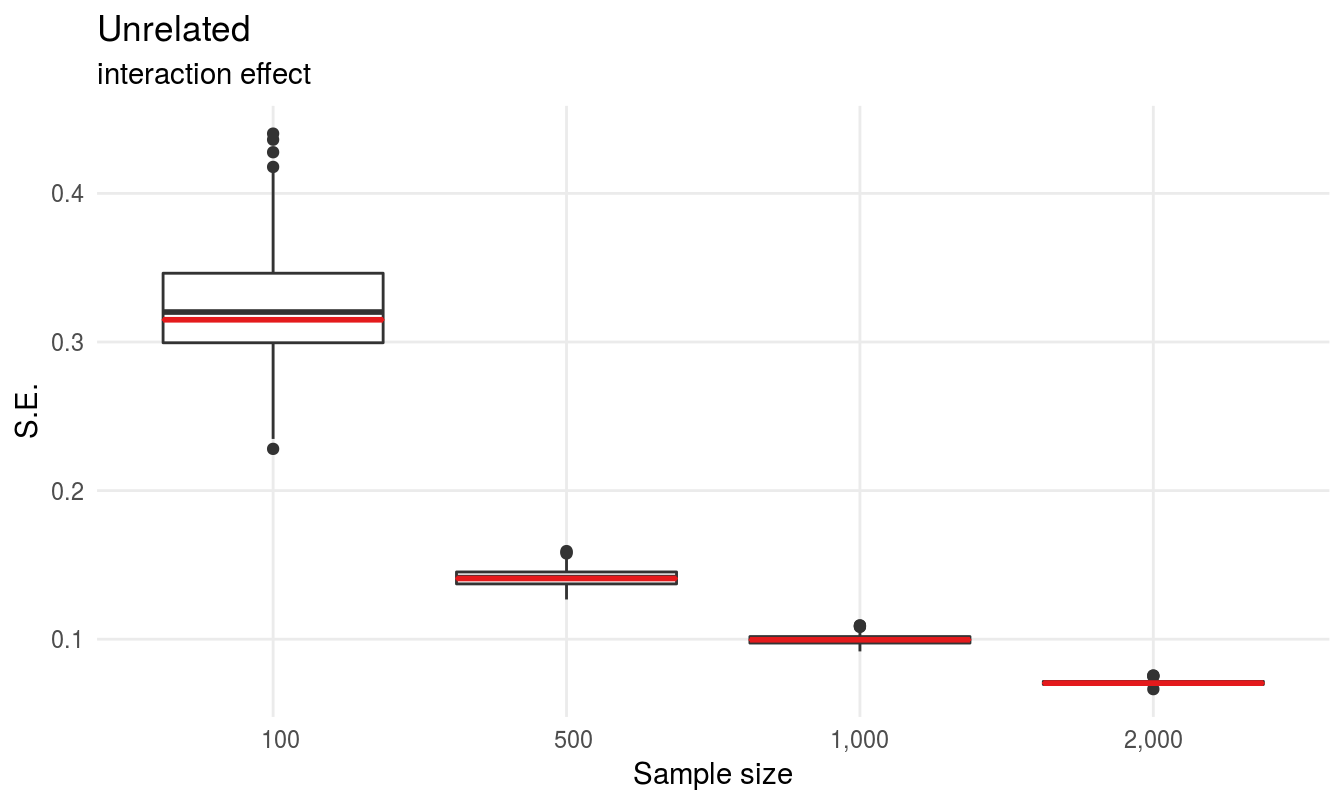 Unrelated
interaction effect
0.4
0.3
0.2
0.1
S.E.
100 500 1,000 2,000
Sample size